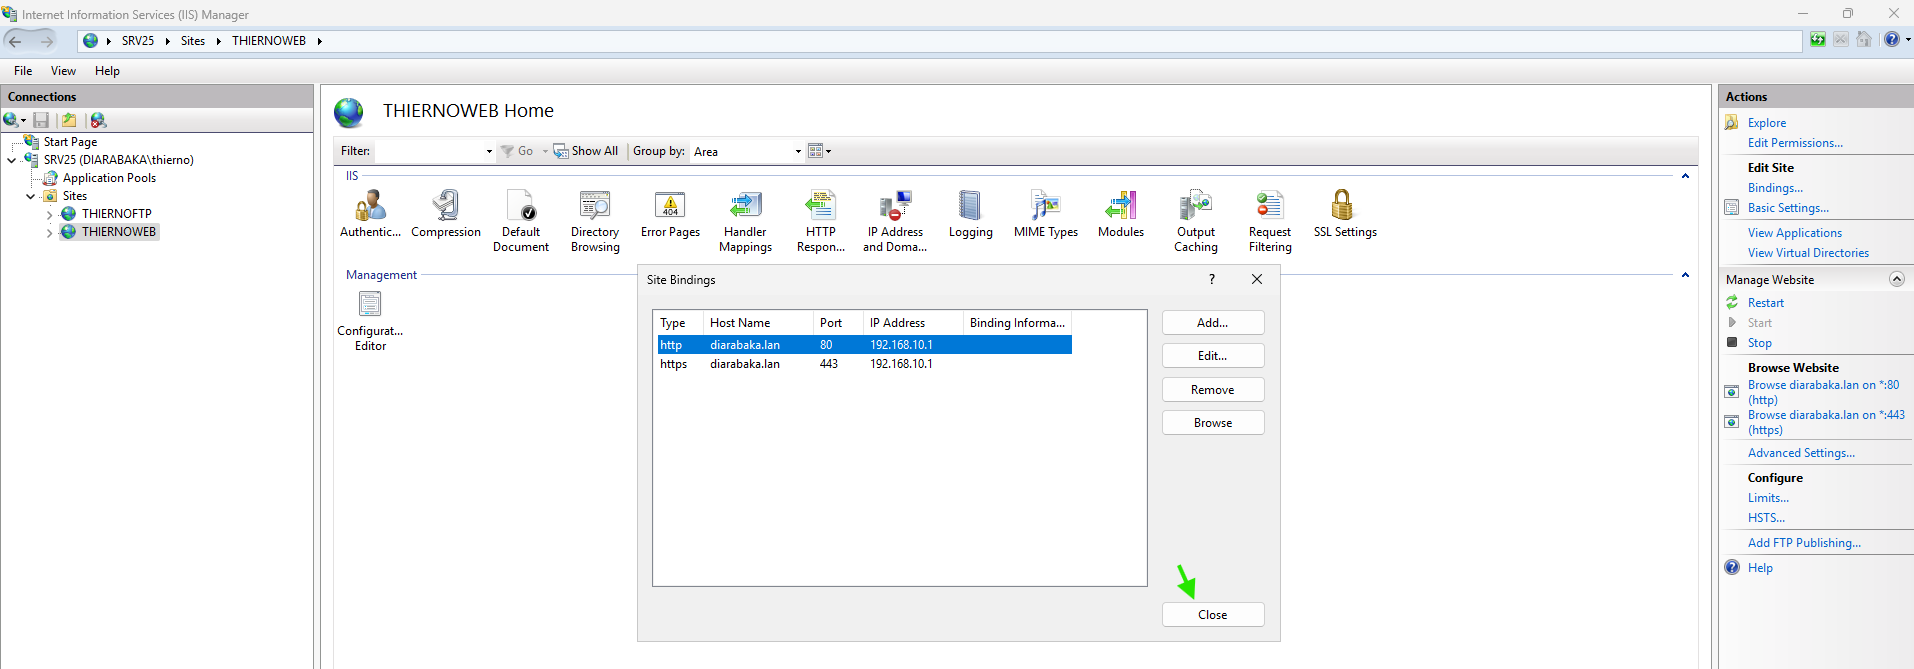 Internet Information Services (IIS) Manager
SRV25 Sites THIERNOWEB
File View Help
Connections
Start Page
SRV25 (DIARABAKA\thierno)
Application Pools
Sites
THIERNOFTP
THIERNOWEB
THIERNOWEB Home
Filter: Go Show All Group by: Area
IIS
Authentic...
Compression
Default
Document
Directory
Browsing
Error Pages
404
Handler
Mappings
HTTP
Respon...
IP Address
and Doma...
Logging
MIME Types
Modules
Output
Caching
Request
Filtering
SSL Settings
Management
Configurat...
Editor
Site Bindings
?
Type Host Name Port IP Address Binding Informa...
http diarabaka.lan 80 192.168.10.1
https diarabaka.lan 443 192.168.10.1
Add...
Edit...
Remove
Browse
Close
Actions
Explore
Edit Permissions...
Edit Site
Bindings...
Basic Settings...
View Applications
View Virtual Directories
Manage Website
Restart
Start
Stop
Browse Website
Browse diarabaka.lan on *:80
(http)
Browse diarabaka.lan on *:443
(https)
Advanced Settings...
Configure
Limits...
HSTS...
Add FTP Publishing...
Help